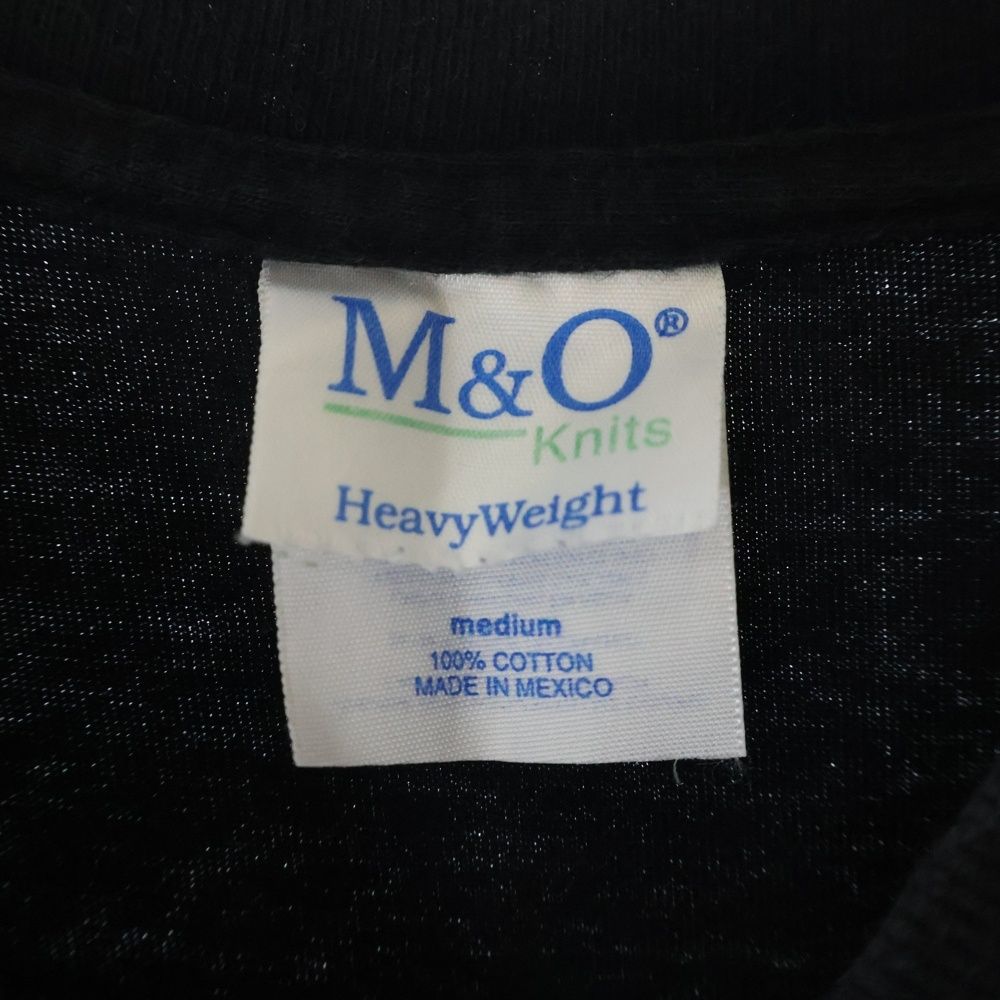 M&O®
Knits
HeavyWeight
medium
100% COTTON
MADE IN MEXICO